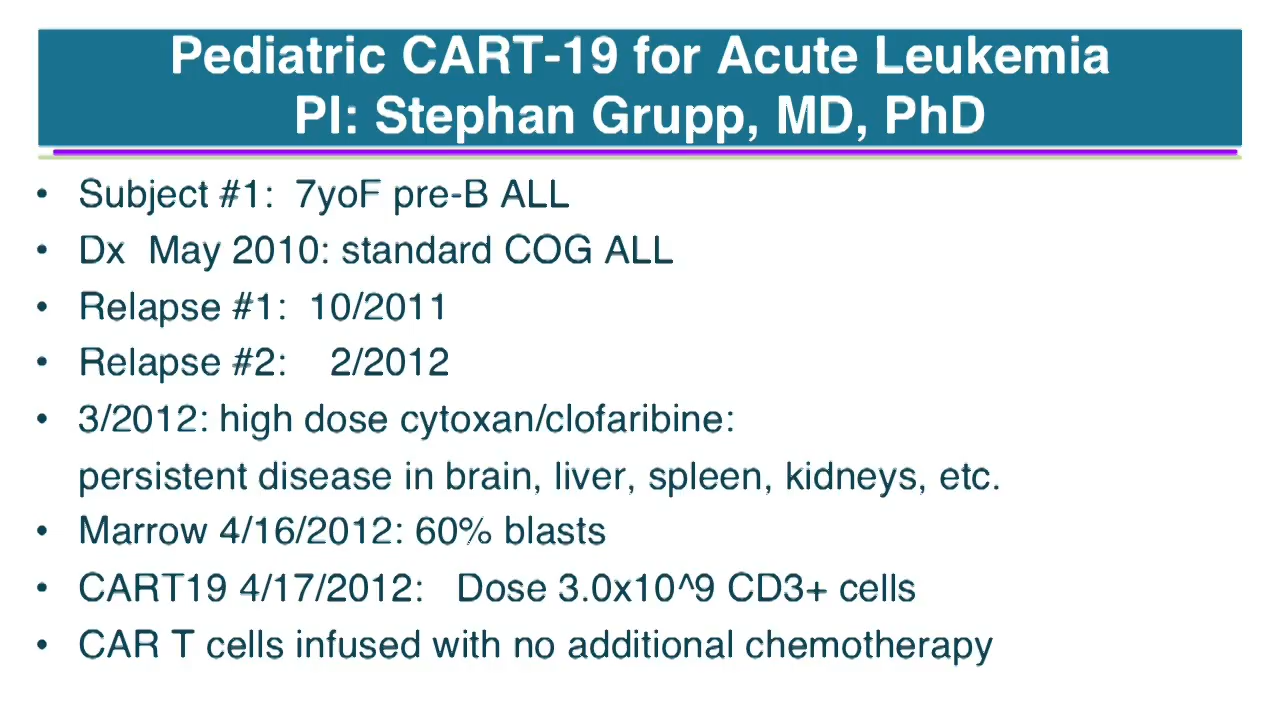 Pediatric CART-19 for Acute Leukemia
PI: Stephan Grupp, MD, PhD
• Subject #1: 7yoF pre-B ALL
• Dx May 2010: standard COG ALL
• Relapse #1: 10/2011
• Relapse #2: 2/2012
• 3/2012: high dose cytoxan/clofaribine:
persistent disease in brain, liver, spleen, kidneys, etc.
• Marrow 4/16/2012: 60% blasts
• CART19 4/17/2012: Dose 3.0x10^9 CD3+ cells
• CAR T cells infused with no additional chemotherapy